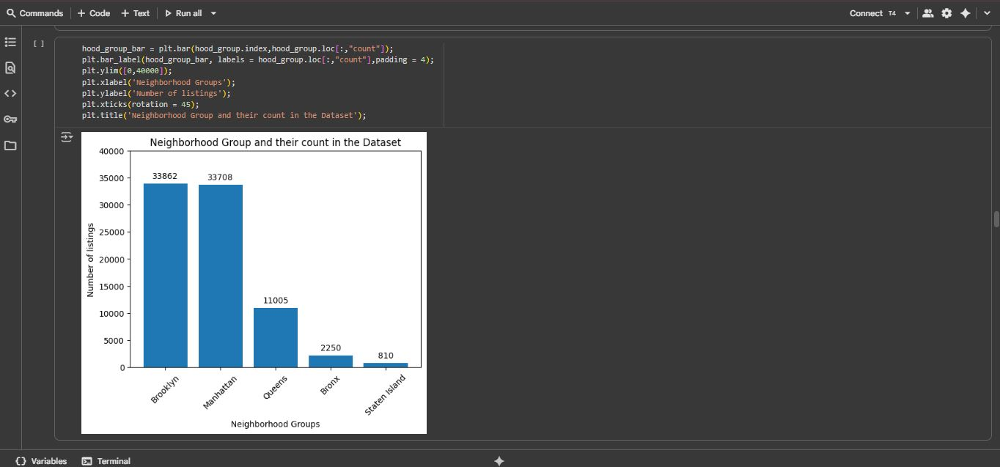 Commands + Code + Text Run all
Connect T4
[ ]
hood_group_bar = plt.bar(hood_group.index,hood_group.loc[:,"count"]);
plt.bar_label(hood_group_bar, labels = hood_group.loc[:,"count"],padding = 4);
plt.ylim([0,40000]);
plt.xlabel('Neighborhood Groups');
plt.ylabel('Number of listings');
plt.xticks(rotation = 45);
plt.title('Neighborhood Group and their count in the Dataset');
Neighborhood Group and their count in the Dataset
40000
35000
30000
25000
20000
15000
10000
5000
0
Number of listings
33862
33708
11005
2250
810
Brooklyn
Manhattan
Queens
Bronx
Staten Island
Neighborhood Groups
Variables Terminal